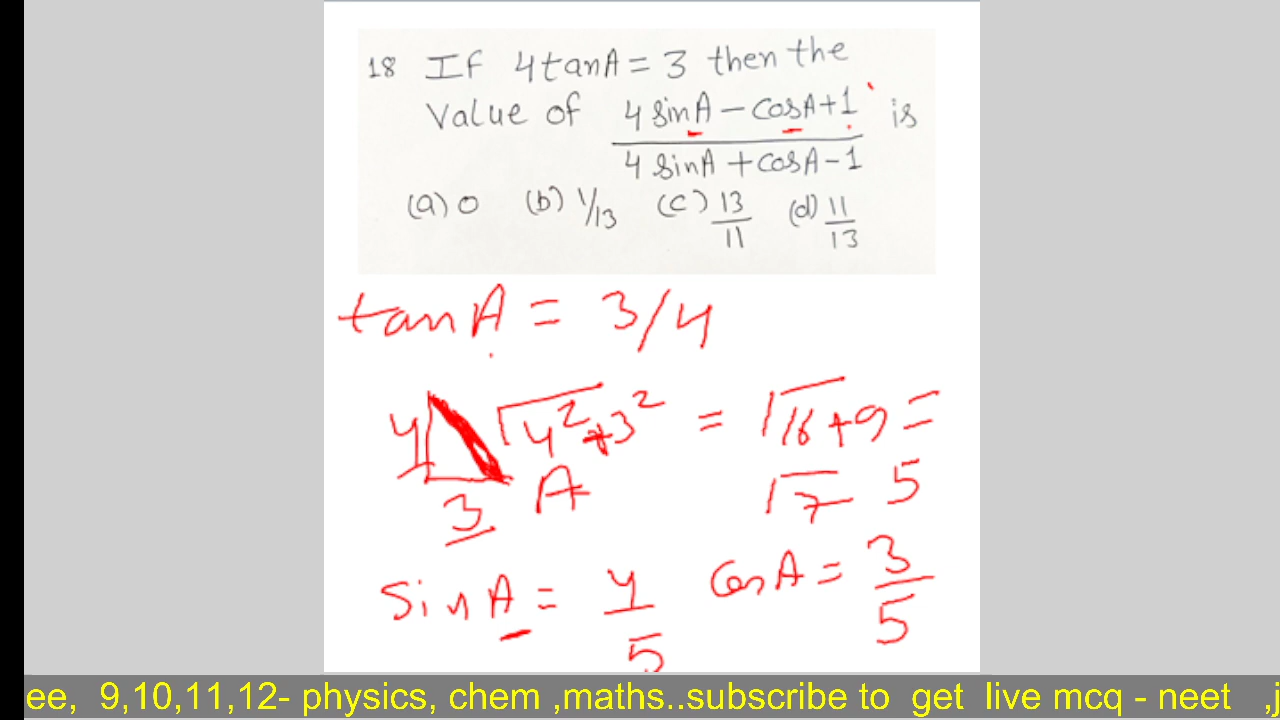 18 If 4tanA = 3 then the
Value of 4 sinA - cosA+1 is
4 sinA + cosA - 1
(a) 0 (b) 1/13 (c) 13/11 (d) 11/13
tanA = 3/4
4 √4²+3² = √16+9 =
3 A √7 5
sinA = 4/5 cosA = 3/5
ee, 9,10,11,12- physics, chem ,maths..subscribe to get live mcq - neet ,j